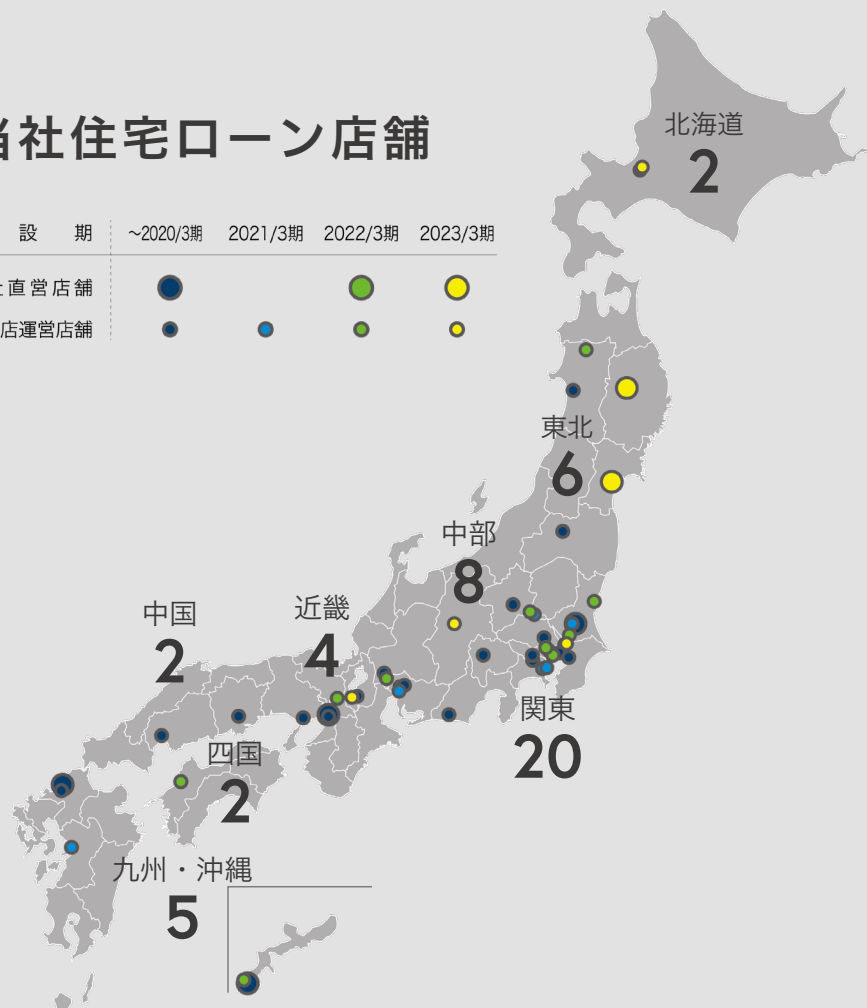 当社住宅ローン店舗
設 期 ~2020/3期 2021/3期 2022/3期 2023/3期
直営店舗
店運営店舗
北海道
2
東北
6
中部
8
近畿
4
中国
2
関東
20
四国
2
九州・沖縄
5